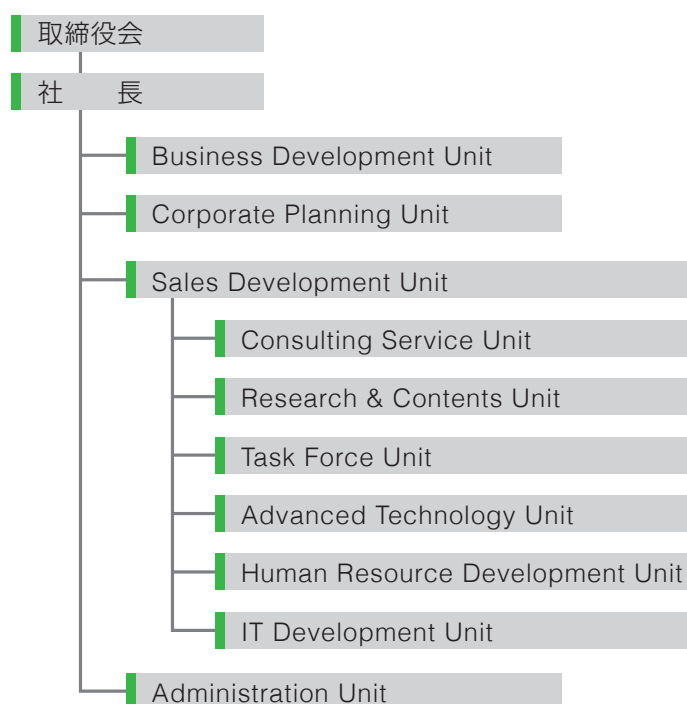 取締役会
社　　長
Business Development Unit
Corporate Planning Unit
Sales Development Unit
Consulting Service Unit
Research & Contents Unit
Task Force Unit
Advanced Technology Unit
Human Resource Development Unit
IT Development Unit
Administration Unit